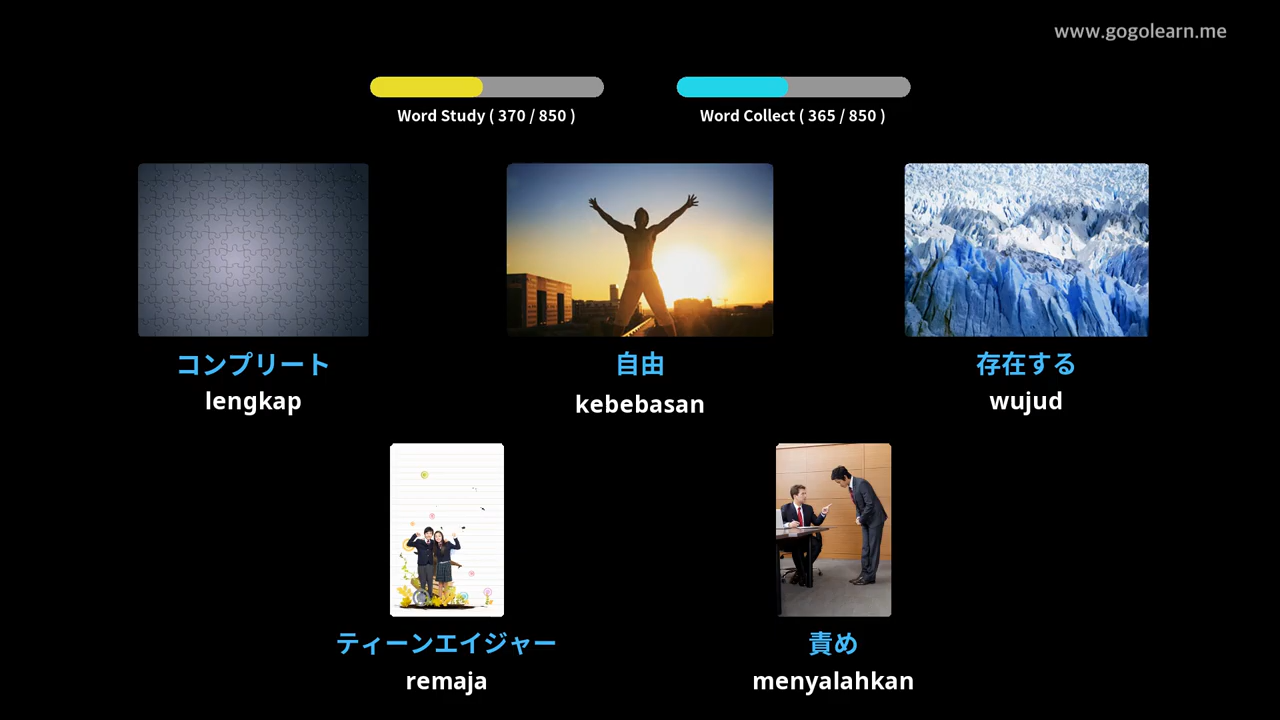 www.gogolearn.me
Word Study ( 370 / 850 )
Word Collect ( 365 / 850 )
コンプリート
lengkap
自由
kebebasan
存在する
wujud
ティーンエイジャー
remaja
責め
menyalahkan